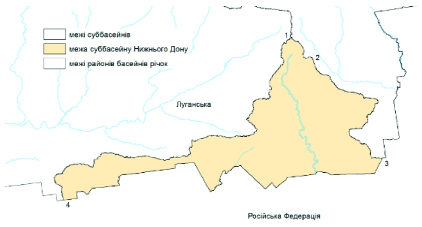 межі суббасейнів
межа суббасейну Нижнього Дону
межі районів басейнів річок
1
2
Луганська
3
4
Російська Федерація